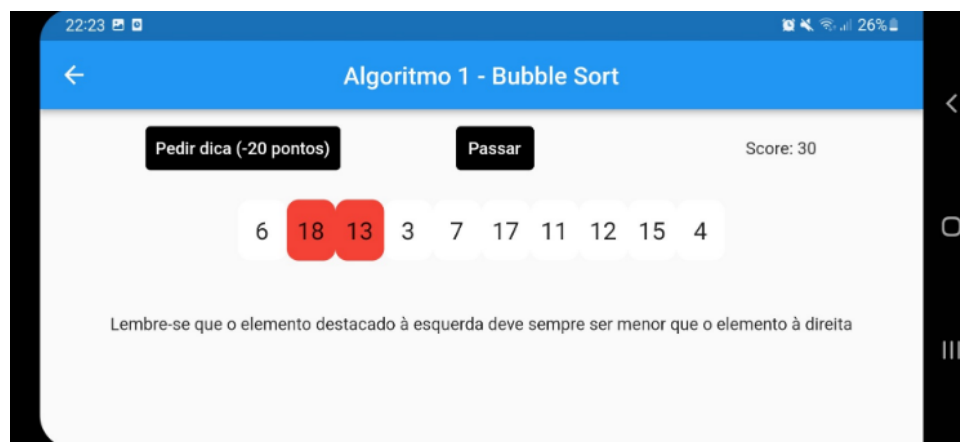 22:23 26%
Algoritmo 1 - Bubble Sort
Pedir dica (-20 pontos) Passar Score: 30
6 18 13 3 7 17 11 12 15 4
Lembre-se que o elemento destacado à esquerda deve sempre ser menor que o elemento à direita